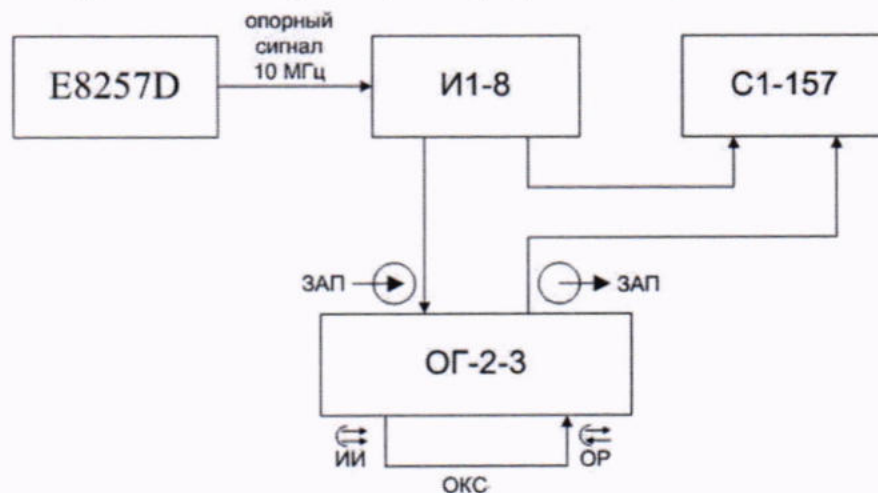 опорный
сигнал
10 МГц
E8257D
И1-8
С1-157
ЗАП
ЗАП
ОГ-2-3
ИИ
ОР
ОКС